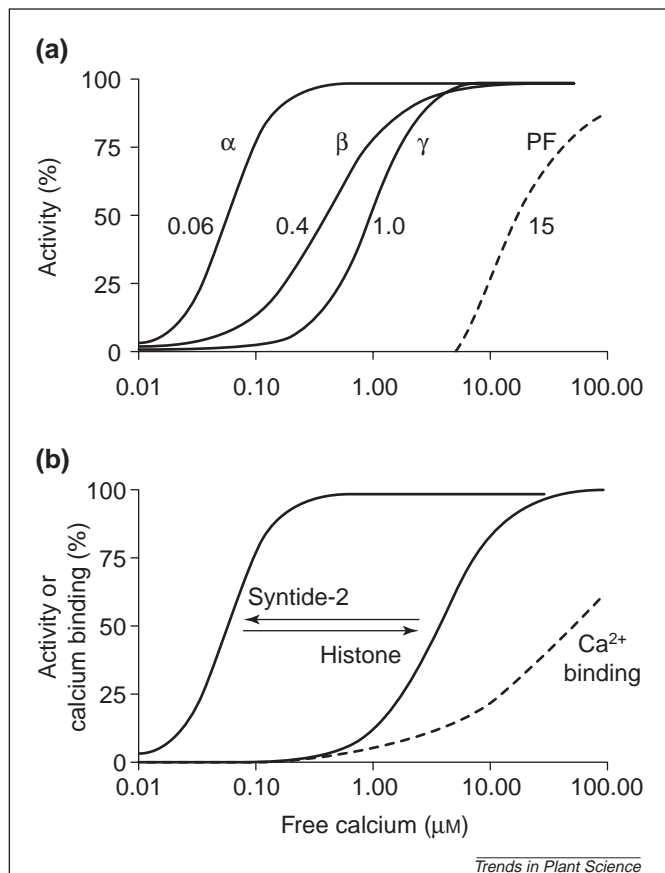 (a)
100
75
50
25
0
Activity (%)
α
β
γ
PF
0.06
0.4
1.0
15
0.01
0.10
1.00
10.00
100.00
(b)
100
75
50
25
0
Activity or
calcium binding (%)
Syntide-2
Histone
Ca²⁺
binding
0.01
0.10
1.00
10.00
100.00
Free calcium (μM)
Trends in Plant Science